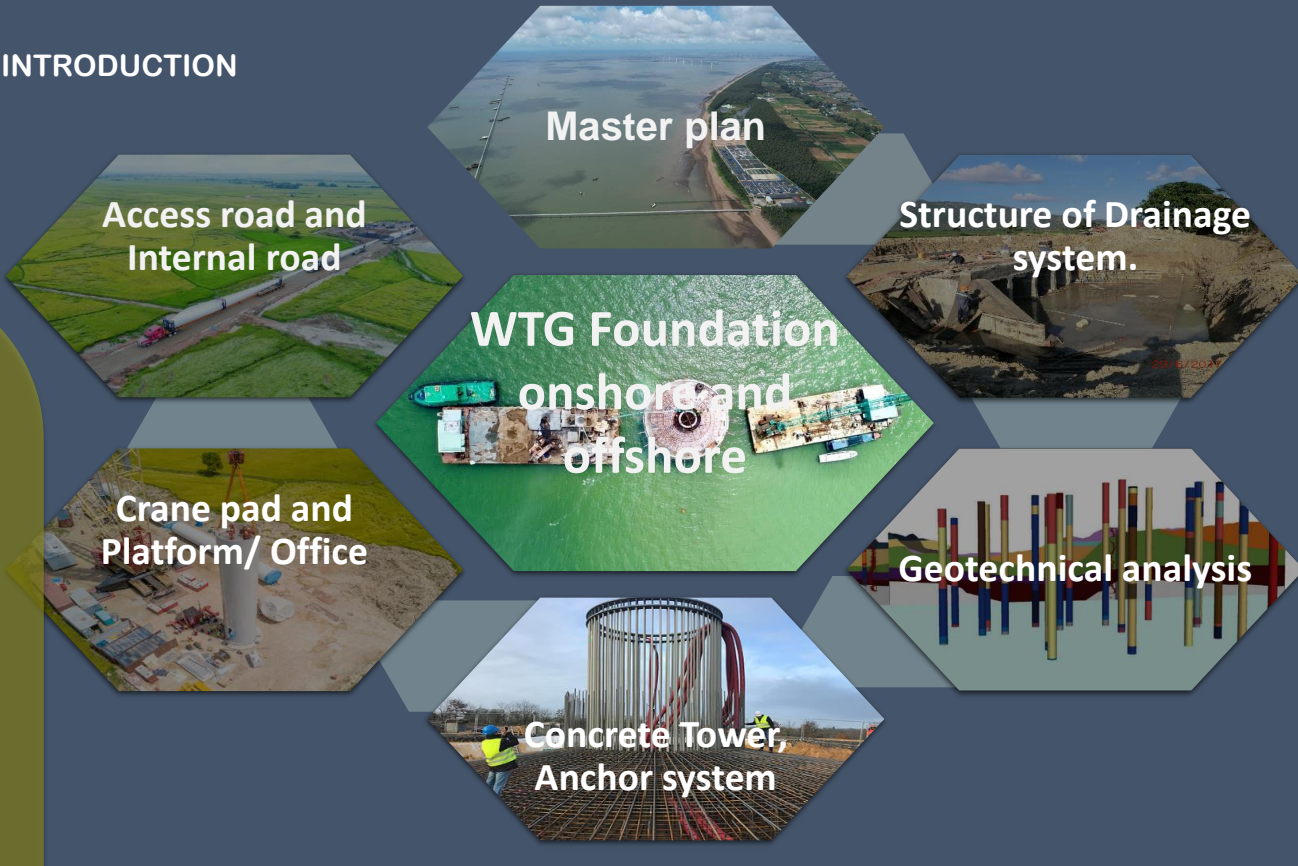 INTRODUCTION
Master plan
Access road and
Internal road
Structure of Drainage
system.
WTG Foundation
onshore and
offshore
Crane pad and
Platform/ Office
Geotechnical analysis
Concrete Tower,
Anchor system